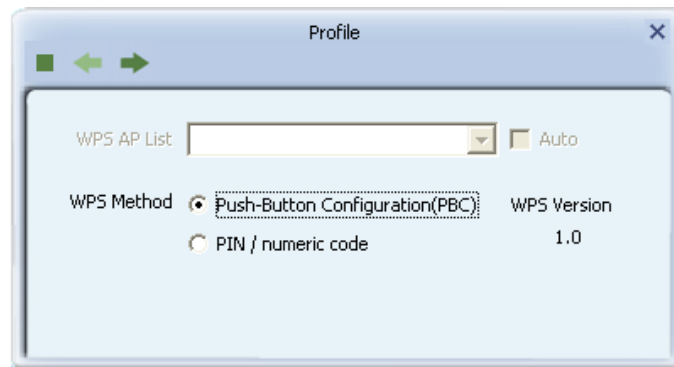 Profile
WPS AP List
Auto
WPS Method
Push-Button Configuration(PBC)
WPS Version
PIN / numeric code
1.0